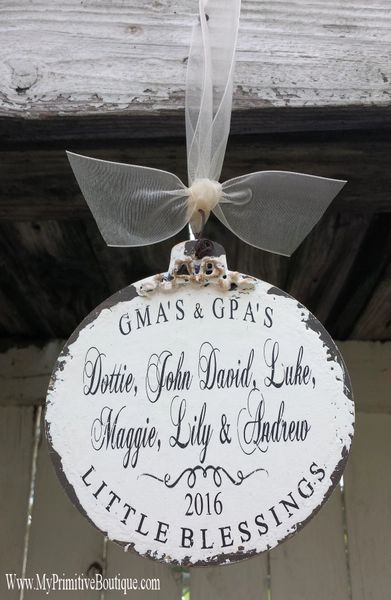 GMA'S & GPA'S
Dottie, John David, Luke,
Maggie, Lily & Andrew
2016
LITTLE BLESSINGS
www.MyPrimitiveBoutique.com